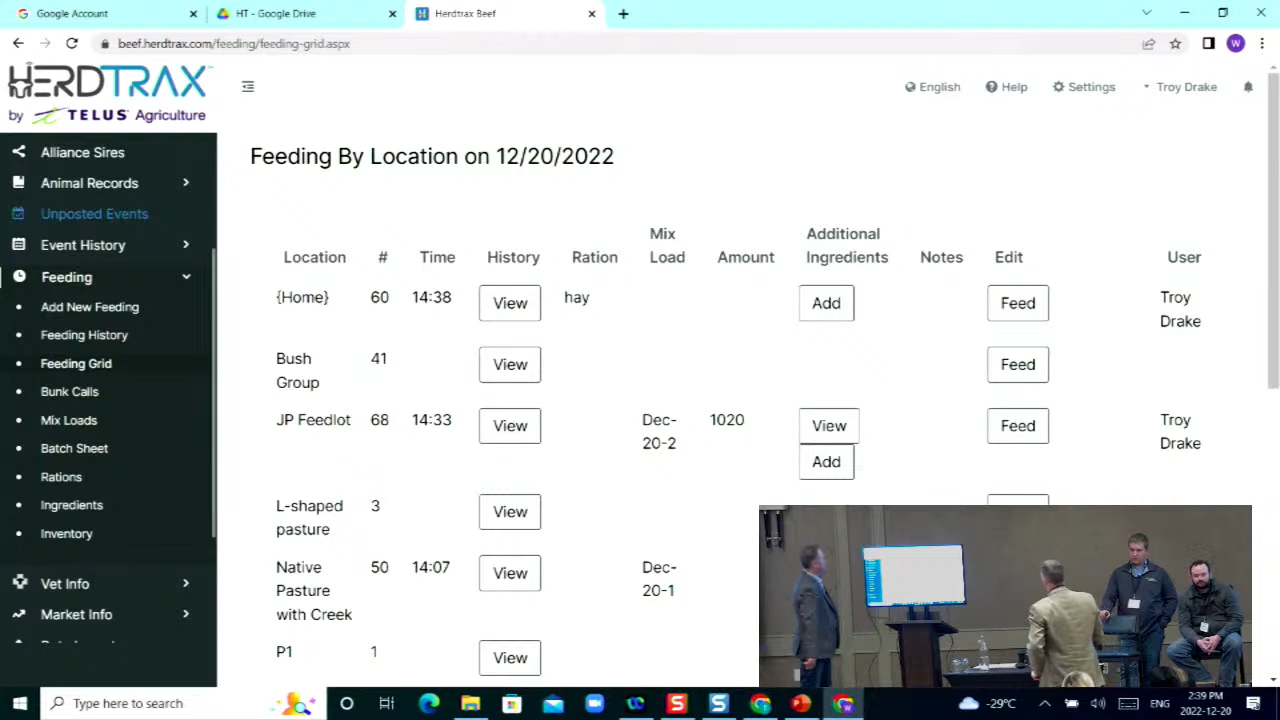 Google Account
HT - Google Drive
Herdtrax Beef
beef.herdtrax.com/feeding/feeding-grid.aspx
W
HERDTRAX™
by TELUS® Agriculture
English
Help
Settings
Troy Drake
Alliance Sires
Animal Records
Unposted Events
Event History
Feeding
Add New Feeding
Feeding History
Feeding Grid
Bunk Calls
Mix Loads
Batch Sheet
Rations
Ingredients
Inventory
Vet Info
Market Info
Feeding By Location on 12/20/2022
Location # Time History Ration Mix Load Amount Additional Ingredients Notes Edit User
{Home} 60 14:38 View hay Add Feed Troy Drake
Bush Group 41 View Feed
JP Feedlot 68 14:33 View Dec-20-2 1020 View Add Feed Troy Drake
L-shaped pasture 3 View
Native Pasture with Creek 50 14:07 View Dec-20-1
P1 1 View
Type here to search
-29°C
ENG
2:39 PM
2022-12-20